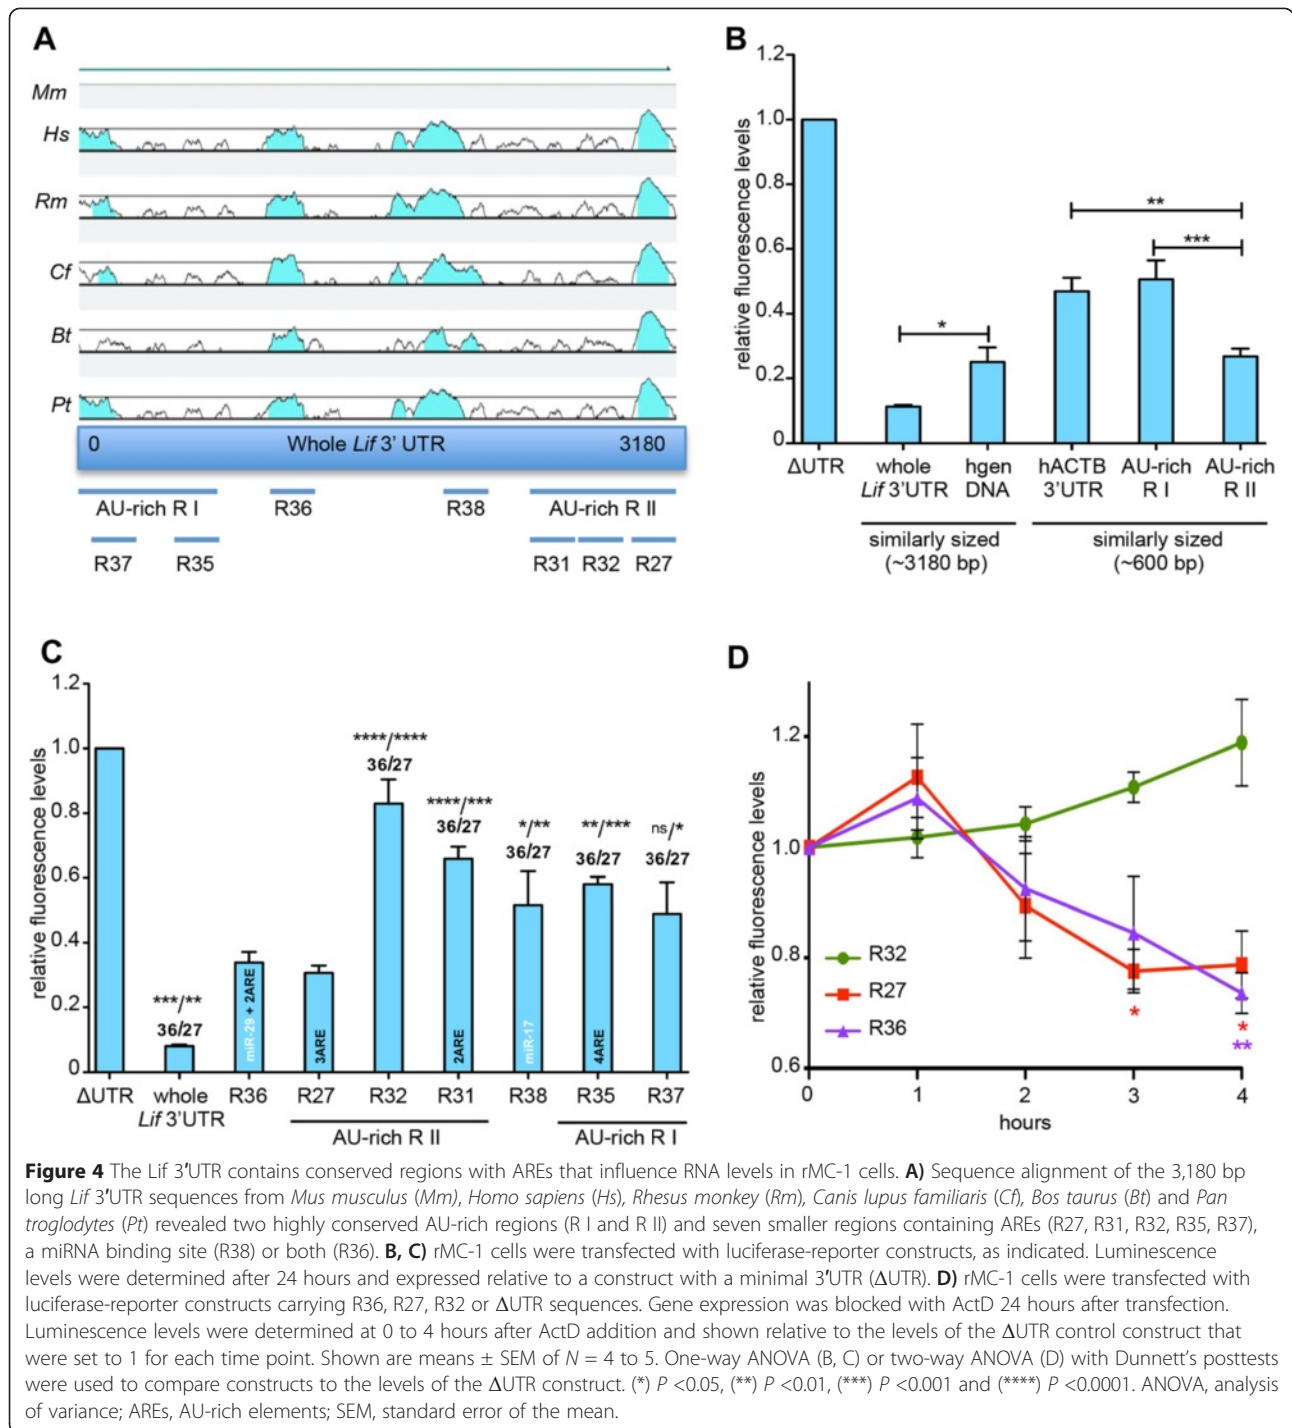 A
Mm
Hs
Rm
Cf
Bt
Pt
0 Whole Lif 3' UTR 3180
AU-rich R I R36 R38 AU-rich R II
R37 R35 R31 R32 R27
B
relative fluorescence levels
1.2
1.0
0.8
0.6
0.4
0.2
0
*
**
***
ΔUTR whole hgen hACTB AU-rich AU-rich
Lif 3'UTR DNA 3'UTR R I R II
similarly sized similarly sized
(~3180 bp) (~600 bp)
C
relative fluorescence levels
1.2
1.0
0.8
0.6
0.4
0.2
0
***/**
36/27
****/****
36/27
****/***
36/27
*/**
36/27
**/***
36/27
ns/*
36/27
miR-29 + 2ARE
3ARE
2ARE
miR-17
4ARE
ΔUTR whole R36 R27 R32 R31 R38 R35 R37
Lif 3'UTR
AU-rich R II AU-rich R I
D
relative fluorescence levels
1.2
1.0
0.8
0.6
R32
R27
R36
*
*
**
0 1 2 3 4
hours
Figure 4 The Lif 3′UTR contains conserved regions with AREs that influence RNA levels in rMC-1 cells. A) Sequence alignment of the 3,180 bp
long Lif 3′UTR sequences from Mus musculus (Mm), Homo sapiens (Hs), Rhesus monkey (Rm), Canis lupus familiaris (Cf), Bos taurus (Bt) and Pan
troglodytes (Pt) revealed two highly conserved AU-rich regions (R I and R II) and seven smaller regions containing AREs (R27, R31, R32, R35, R37),
a miRNA binding site (R38) or both (R36). B, C) rMC-1 cells were transfected with luciferase-reporter constructs, as indicated. Luminescence
levels were determined after 24 hours and expressed relative to a construct with a minimal 3′UTR (ΔUTR). D) rMC-1 cells were transfected with
luciferase-reporter constructs carrying R36, R27, R32 or ΔUTR sequences. Gene expression was blocked with ActD 24 hours after transfection.
Luminescence levels were determined at 0 to 4 hours after ActD addition and shown relative to the levels of the ΔUTR control construct that
were set to 1 for each time point. Shown are means ± SEM of N = 4 to 5. One-way ANOVA (B, C) or two-way ANOVA (D) with Dunnett's posttests
were used to compare constructs to the levels of the ΔUTR construct. (*) P <0.05, (**) P <0.01, (***) P <0.001 and (****) P <0.0001. ANOVA, analysis
of variance; AREs, AU-rich elements; SEM, standard error of the mean.